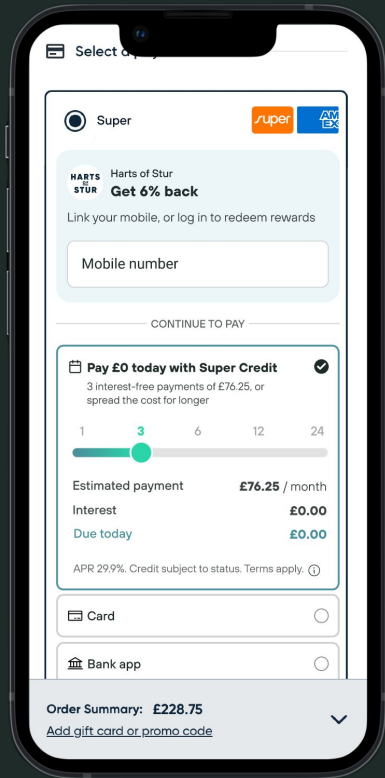 Select a
Super
super
AM
EX
HARTS
of
STUR
Harts of Stur
Get 6% back
Link your mobile, or log in to redeem rewards
Mobile number
CONTINUE TO PAY
Pay £0 today with Super Credit
3 interest-free payments of £76.25, or
spread the cost for longer
1 3 6 12 24
Estimated payment £76.25 / month
Interest £0.00
Due today £0.00
APR 29.9%. Credit subject to status. Terms apply.
Card
Bank app
Order Summary: £228.75
Add gift card or promo code